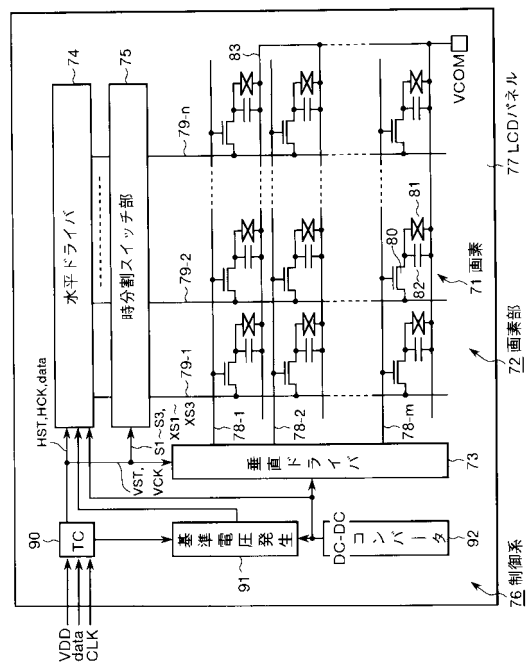 VDD
data
CLK
90
TC
HST,HCK,data
水平ドライバ
74
時分割スイッチ部
75
S1~S3,
XS1~
XS3
VST,
VCK
79-1
79-2
79-n
83
基準電圧発生
91
78-1
78-2
78-m
垂直ドライバ
73
DC-DC
コンバータ
92
80
81
82
71 画素
72 画素部
VCOM
76 制御系
77 LCDパネル